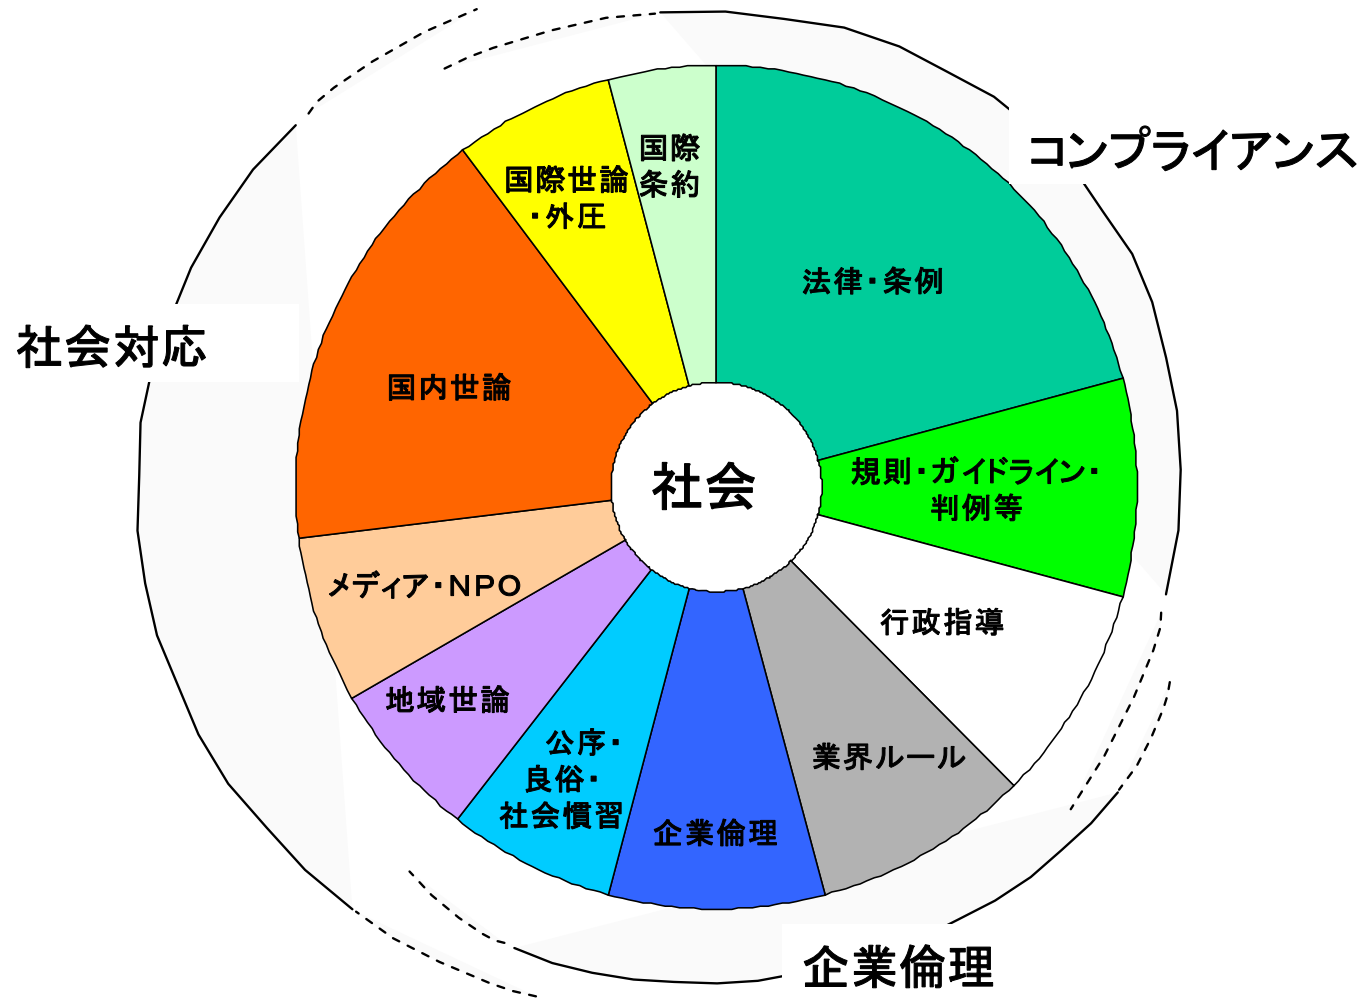 コンプライアンス
国際
条約
国際世論
・外圧
法律・条例
社会対応
国内世論
社会
規則・ガイドライン・
判例等
メディア・NPO
行政指導
地域世論
公序・
良俗・
社会慣習
業界ルール
企業倫理
企業倫理